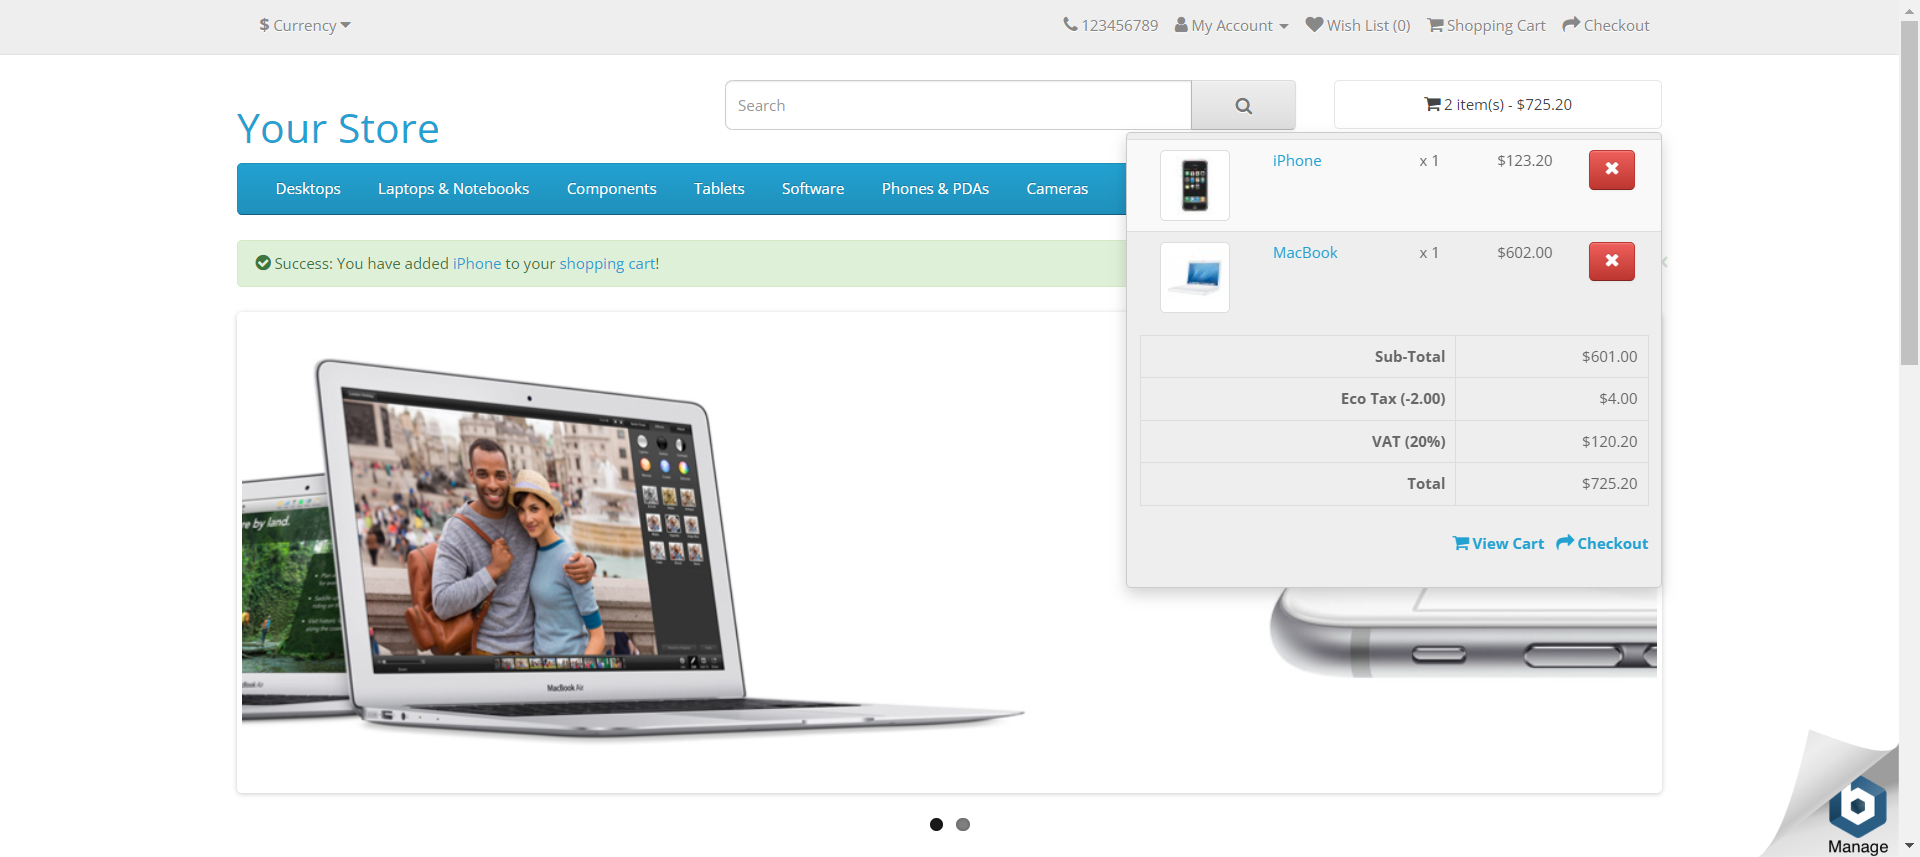 $ Currency
123456789 My Account Wish List (0) Shopping Cart Checkout
Your Store
Search
2 item(s) - $725.20
Desktops Laptops & Notebooks Components Tablets Software Phones & PDAs Cameras
iPhone x 1 $123.20
MacBook x 1 $602.00
Success: You have added iPhone to your shopping cart!
Sub-Total $601.00
Eco Tax (-2.00) $4.00
VAT (20%) $120.20
Total $725.20
View Cart Checkout
re by land.
MacBook Air
Manage